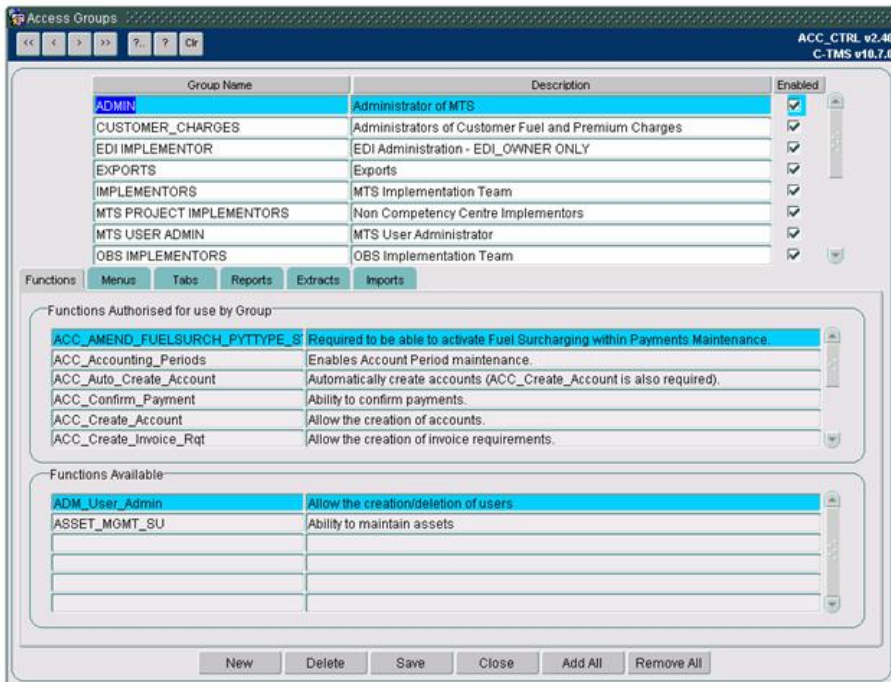 Access Groups
<< < > >> ?.. ? Clr
ACC_CTRL v2.40
C-TMS v10.7.0
Group Name Description Enabled
ADMIN Administrator of MTS
CUSTOMER_CHARGES Administrators of Customer Fuel and Premium Charges
EDI IMPLEMENTOR EDI Administration - EDI_OWNER ONLY
EXPORTS Exports
IMPLEMENTORS MTS Implementation Team
MTS PROJECT IMPLEMENTORS Non Competency Centre Implementors
MTS USER ADMIN MTS User Administrator
OBS IMPLEMENTORS OBS Implementation Team
Functions Menus Tabs Reports Extracts Imports
Functions Authorised for use by Group
ACC_AMEND_FUELSURCH_PYTTYPE_S Required to be able to activate Fuel Surcharging within Payments Maintenance.
ACC_Accounting_Periods Enables Account Period maintenance.
ACC_Auto_Create_Account Automatically create accounts (ACC_Create_Account is also required).
ACC_Confirm_Payment Ability to confirm payments.
ACC_Create_Account Allow the creation of accounts.
ACC_Create_Invoice_Rqt Allow the creation of invoice requirements.
Functions Available
ADM_User_Admin Allow the creation/deletion of users
ASSET_MGMT_SU Ability to maintain assets
New Delete Save Close Add All Remove All